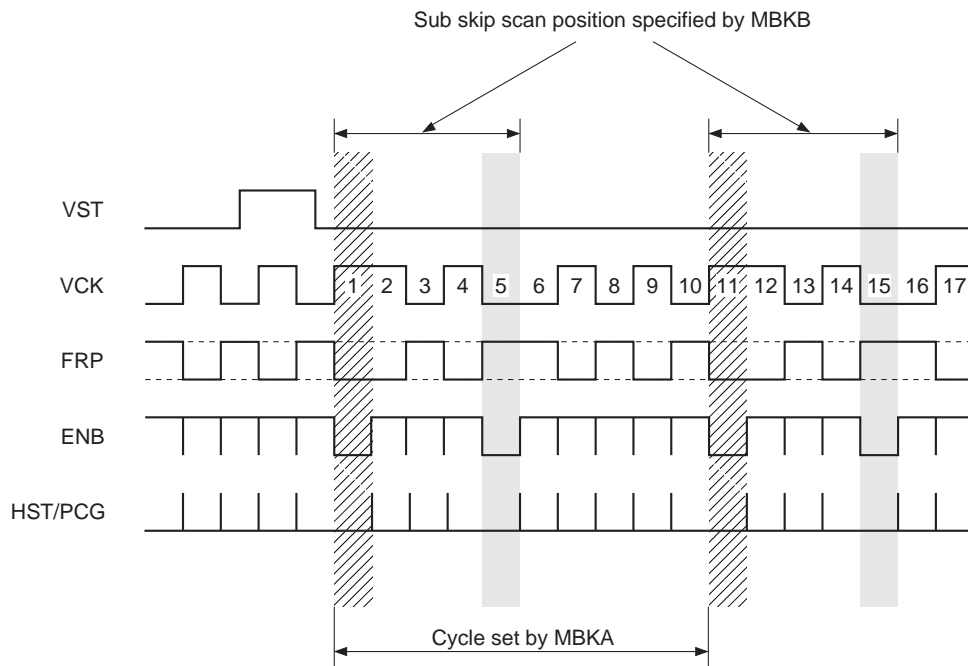 Sub skip scan position specified by MBKB
VST
VCK
1 2 3 4 5 6 7 8 9 10 11 12 13 14 15 16 17
FRP
ENB
HST/PCG
Cycle set by MBKA